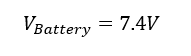 V_Battery = 7.4V